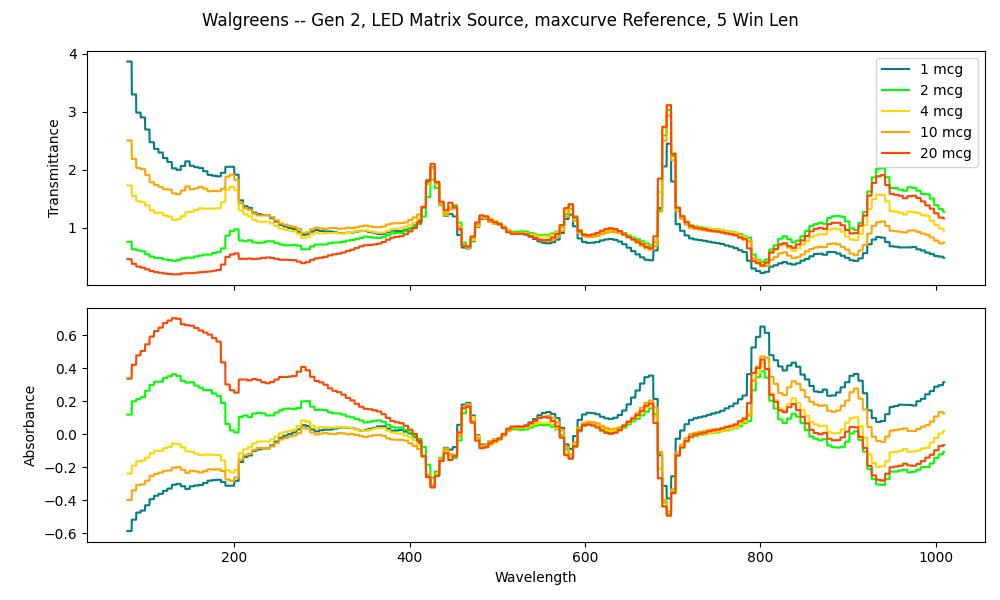 Walgreens -- Gen 2, LED Matrix Source, maxcurve Reference, 5 Win Len
4
3
2
1
Transmittance
1 mcg
2 mcg
4 mcg
10 mcg
20 mcg
0.6
0.4
0.2
0.0
−0.2
−0.4
−0.6
Absorbance
200
400
600
800
1000
Wavelength